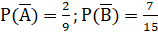 P(A̅) = 2/9; P(B̅) = 7/15